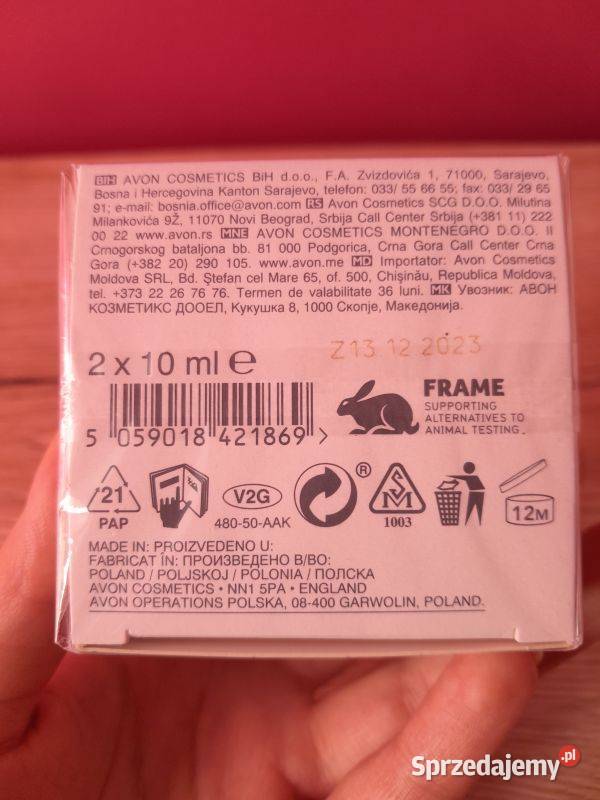 BIH AVON COSMETICS BiH d.o.o., F.A. Zvizdovića 1, 71000, Sarajevo,
Bosna i Hercegovina Kanton Sarajevo, telefon: 033/ 55 66 55; fax: 033/ 29 65
91; e-mail: bosnia.office@avon.com RS Avon Cosmetics SCG D.O.O. Milutina
Milankovića 9Ž, 11070 Novi Beograd, Srbija Call Center Srbija (+381 11) 222
00 22 www.avon.rs MNE AVON COSMETICS MONTENEGRO D.O.O. II
Crnogorskog bataljona bb. 81 000 Podgorica, Crna Gora Call Center Crna
Gora (+382 20) 290 105. www.avon.me MD Importator: Avon Cosmetics
Moldova SRL, Bd. Ştefan cel Mare 65, of. 500, Chişinău, Republica Moldova,
tel. +373 22 26 76 76. Termen de valabilitate 36 luni. MK Увозник: АВОН
КОЗМЕТИКС ДООЕЛ, Кукушка 8, 1000 Скопје, Македонија.
2 x 10 ml e
Z13 12 2023
FRAME
SUPPORTING
ALTERNATIVES TO
ANIMAL TESTING.
5 059018 421869 >
21
PAP
V2G
480-50-AAK
®
1003
12M
MADE IN: PROIZVEDENO U:
FABRICAT ÎN: ПРОИЗВЕДЕНО В/ВО:
POLAND / POLJSKOJ / POLONIA / ПОЛСКА
AVON COSMETICS • NN1 5PA • ENGLAND
AVON OPERATIONS POLSKA, 08-400 GARWOLIN, POLAND.
Sprzedajemy.pl